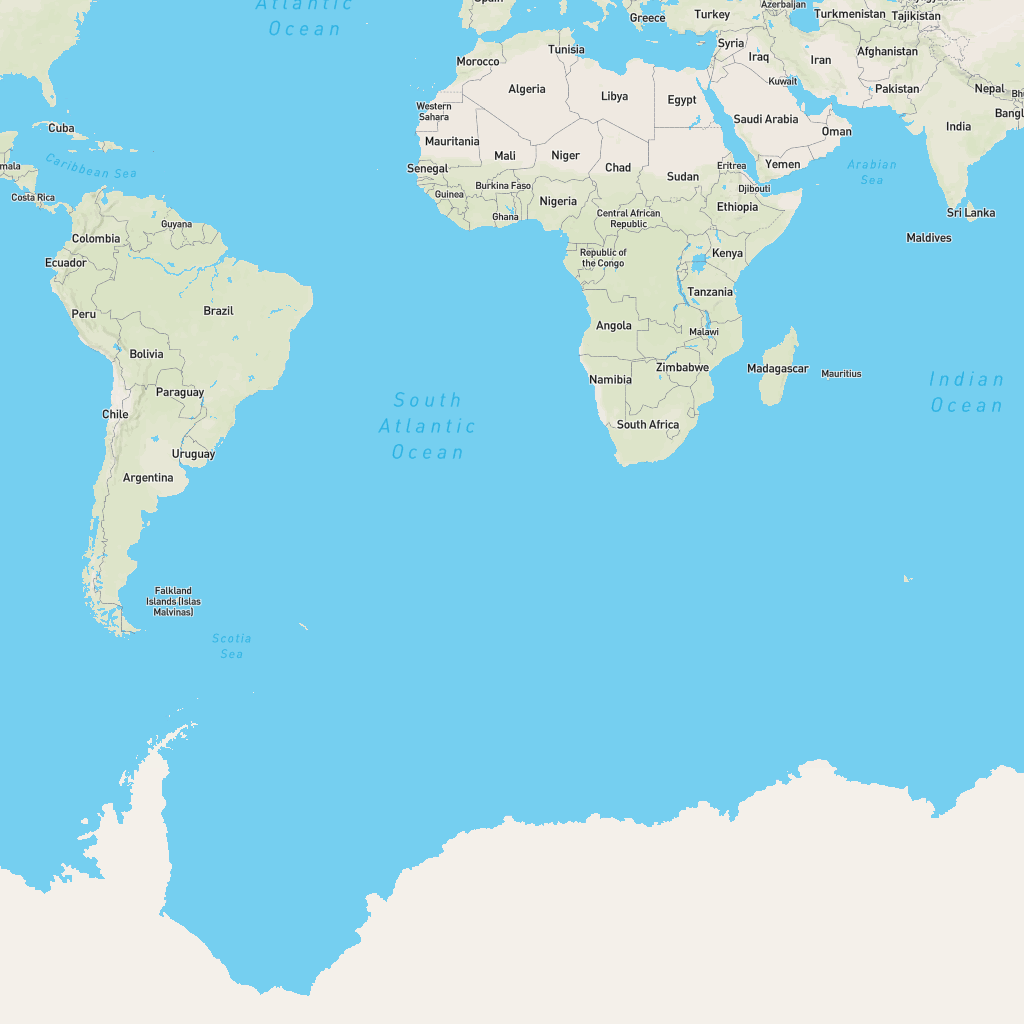 Atlantic
Ocean
Spain
Greece
Turkey
Azerbaijan
Turkmenistan
Tajikistan
Tunisia
Syria
Iraq
Iran
Afghanistan
Morocco
Algeria
Libya
Egypt
Kuwait
Pakistan
Nepal
Bh
Western
Sahara
Saudi Arabia
Oman
Bangl
India
Cuba
Mauritania
Mali
Niger
Chad
Eritrea
Yemen
Arabian
Sea
mala
Caribbean Sea
Senegal
Guinea
Burkina Faso
Sudan
Djibouti
Costa Rica
Nigeria
Ghana
Central African
Republic
Ethiopia
Sri Lanka
Guyana
Colombia
Maldives
Ecuador
Republic of
the Congo
Kenya
Tanzania
Peru
Brazil
Angola
Malawi
Bolivia
Zimbabwe
Madagascar
Mauritius
Paraguay
Namibia
Indian
Ocean
Chile
South
Atlantic
Ocean
South Africa
Uruguay
Argentina
Falkland
Islands (Islas
Malvinas)
Scotia
Sea